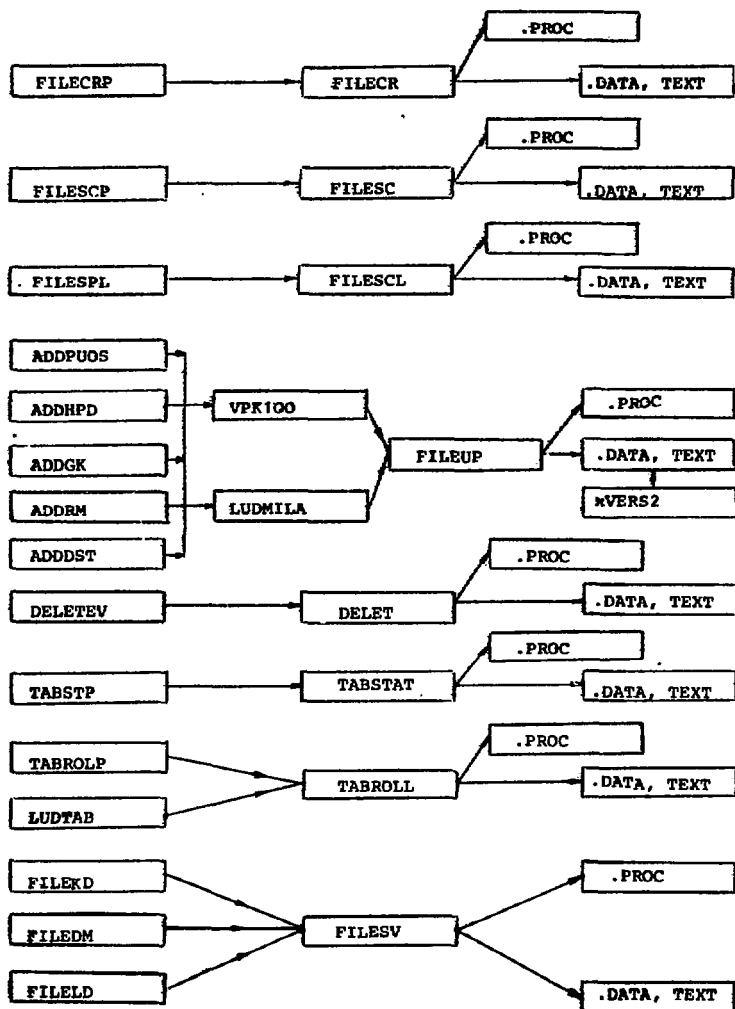 .PROC
FILECRP FILECR .DATA, TEXT
.PROC
FILESCP FILESC .DATA, TEXT
.PROC
. FILESPL FILESCL .DATA, TEXT
ADDPUOS
ADDHPD VPK100 .PROC
ADDGK FILEUP .DATA, TEXT
ADDRM LUDMILA *VERS2
ADDDST .PROC
DELETEV DELET .DATA, TEXT
.PROC
TABSTP TABSTAT .DATA, TEXT
.PROC
TABROLP
TABROLL .DATA, TEXT
LUDTAB
FILEKD .PROC
FILEDM FILESV
FILELD .DATA, TEXT